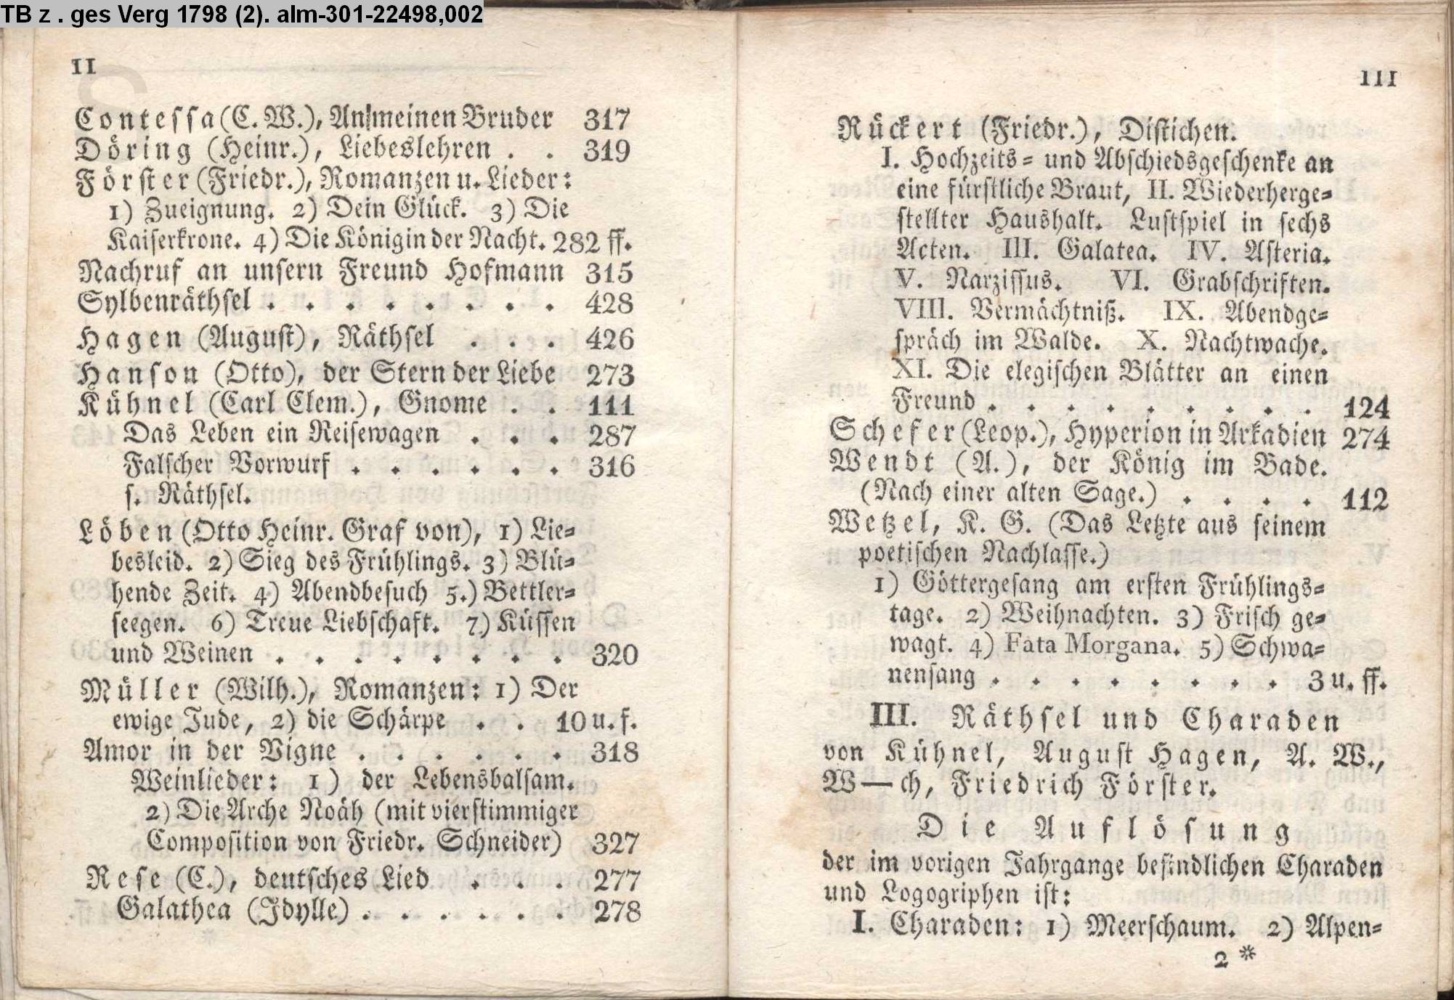 TB z . ges Verg 1798 (2). alm-301-22498,002
II
Contessa (C. W.), An meinen Bruder 317
Döring (Heinr.), Liebeslehren . . 319
Förster (Friedr.), Romanzen u. Lieder:
1) Zueignung. 2) Dein Glück. 3) Die
Kaiserkrone. 4) Die Königin der Nacht. 282 ff.
Nachruf an unsern Freund Hofmann 315
Sylbenräthsel . . . . . . . . 428
Hagen (August), Räthsel . . . 426
Hanson (Otto), der Stern der Liebe 273
Kühnel (Carl Clem.), Gnome . . 111
Das Leben ein Reisewagen . . . 287
Falscher Vorwurf . . . . . . 316
s. Räthsel.
Löben (Otto Heinr. Graf von), 1) Lie-
besleid. 2) Sieg des Frühlings. 3) Blü-
hende Zeit. 4) Abendbesuch 5.) Bettler-
seegen. 6) Treue Liebschaft. 7) Küssen
und Weinen . . . . . . . . 320
Müller (Wilh.), Romanzen: 1) Der
ewige Jude, 2) die Schärpe . . 10 u. f.
Amor in der Vigne . . . . . . 318
Weinlieder: 1) der Lebensbalsam.
2) Die Arche Noäh (mit vierstimmiger
Composition von Friedr. Schneider) 327
Rese (C.), deutsches Lied . . . 277
Galathea (Idylle) . . . . . . 278
III
Rückert (Friedr.), Distichen.
I. Hochzeits- und Abschiedsgeschenke an
eine fürstliche Braut, II. Wiederherge-
stellter Haushalt. Lustspiel in sechs
Acten. III. Galatea. IV. Asteria.
V. Narzissus. VI. Grabschriften.
VIII. Vermächtniß. IX. Abendge-
spräch im Walde. X. Nachtwache.
XI. Die elegischen Blätter an einen
Freund . . . . . . . . . 124
Schefer (Leop.), Hyperion in Arkadien 274
Wendt (A.), der König im Bade.
(Nach einer alten Sage.) . . . . 112
Wetzel, K. G. (Das Letzte aus seinem
poetischen Nachlasse.)
1) Göttergesang am ersten Frühlings-
tage. 2) Weihnachten. 3) Frisch ge-
wagt. 4) Fata Morgana. 5) Schwa-
nensang . . . . . . . . 3 u. ff.
III. Räthsel und Charaden
von Kühnel, August Hagen, A. W.,
W—ch, Friedrich Förster.
Die Auflösung
der im vorigen Jahrgange befindlichen Charaden
und Logogriphen ist:
I. Charaden: 1) Meerschaum. 2) Alpen-
2 *